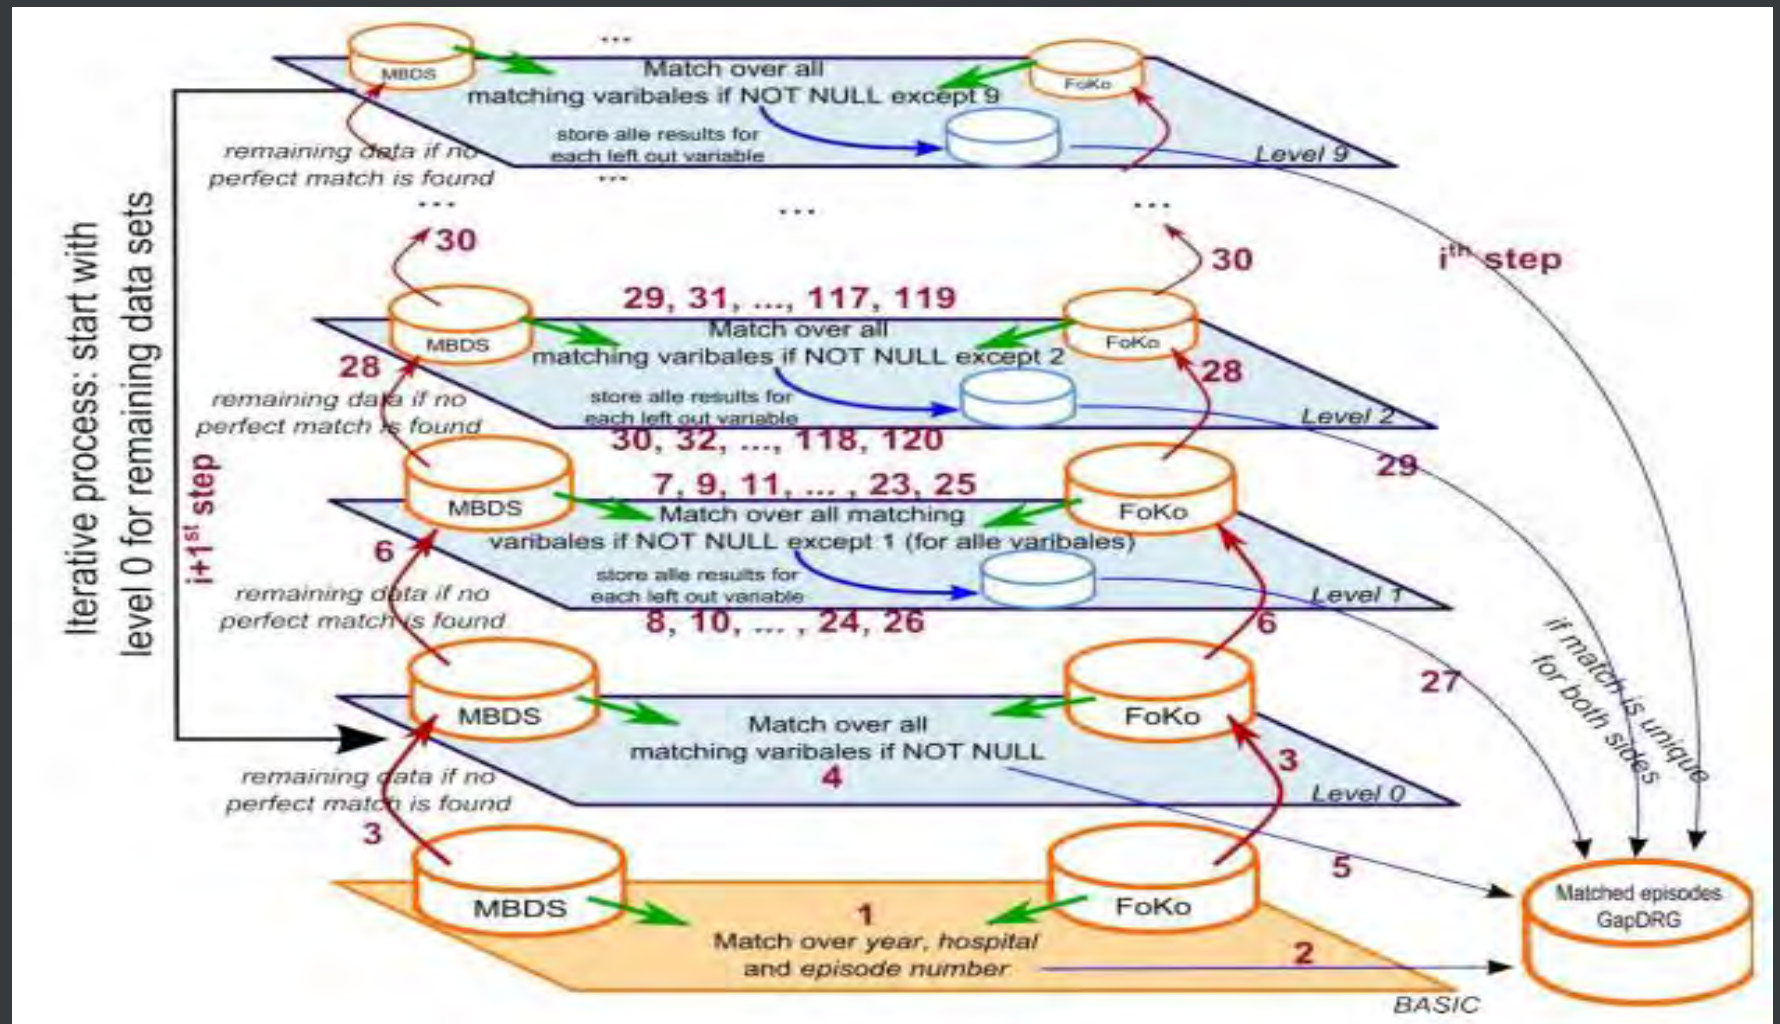 ...
MBDS
FoKo
Match over all
matching varibales if NOT NULL except 9
store alle results for
each left out variable
Level 9
remaining data if no
perfect match is found
...
...
...
...
30
30
ith step
29, 31, ..., 117, 119
MBDS
FoKo
Match over all
matching varibales if NOT NULL except 2
28
28
store alle results for
each left out variable
Level 2
remaining data if no
perfect match is found
30, 32, ..., 118, 120
29
7, 9, 11, ... , 23, 25
MBDS
FoKo
Match over all matching
varibales if NOT NULL except 1 (for alle varibales)
6
store alle results for
each left out variable
Level 1
remaining data if no
perfect match is found
8, 10, ... , 24, 26
6
27
MBDS
FoKo
Match over all
matching varibales if NOT NULL
4
3
Level 0
remaining data if no
perfect match is found
3
5
MBDS
FoKo
1
Match over year, hospital
and episode number
2
BASIC
Iterative process: start with
level 0 for remaining data sets
i+1st step
if match is unique
for both sides
Matched episodes
GapDRG